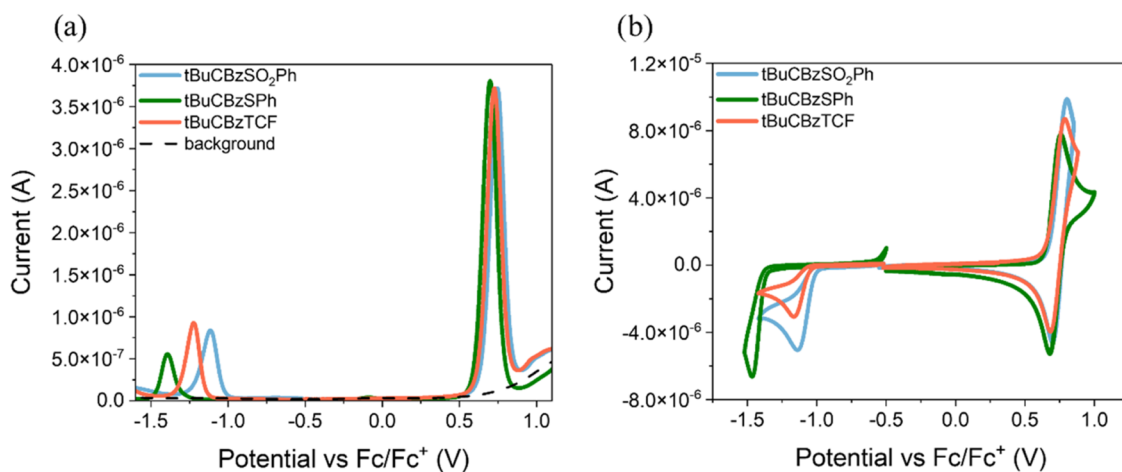 (a)
tBuCBzSO₂Ph
tBuCBzSPh
tBuCBzTCF
background
4.0×10⁻⁶
3.5×10⁻⁶
3.0×10⁻⁶
2.5×10⁻⁶
2.0×10⁻⁶
1.5×10⁻⁶
1.0×10⁻⁶
5.0×10⁻⁷
0.0
Current (A)
-1.5 -1.0 -0.5 0.0 0.5 1.0
Potential vs Fc/Fc⁺ (V)
(b)
tBuCBzSO₂Ph
tBuCBzSPh
tBuCBzTCF
1.2×10⁻⁵
8.0×10⁻⁶
4.0×10⁻⁶
0.0
-4.0×10⁻⁶
-8.0×10⁻⁶
Current (A)
-1.5 -1.0 -0.5 0.0 0.5 1.0
Potential vs Fc/Fc⁺ (V)